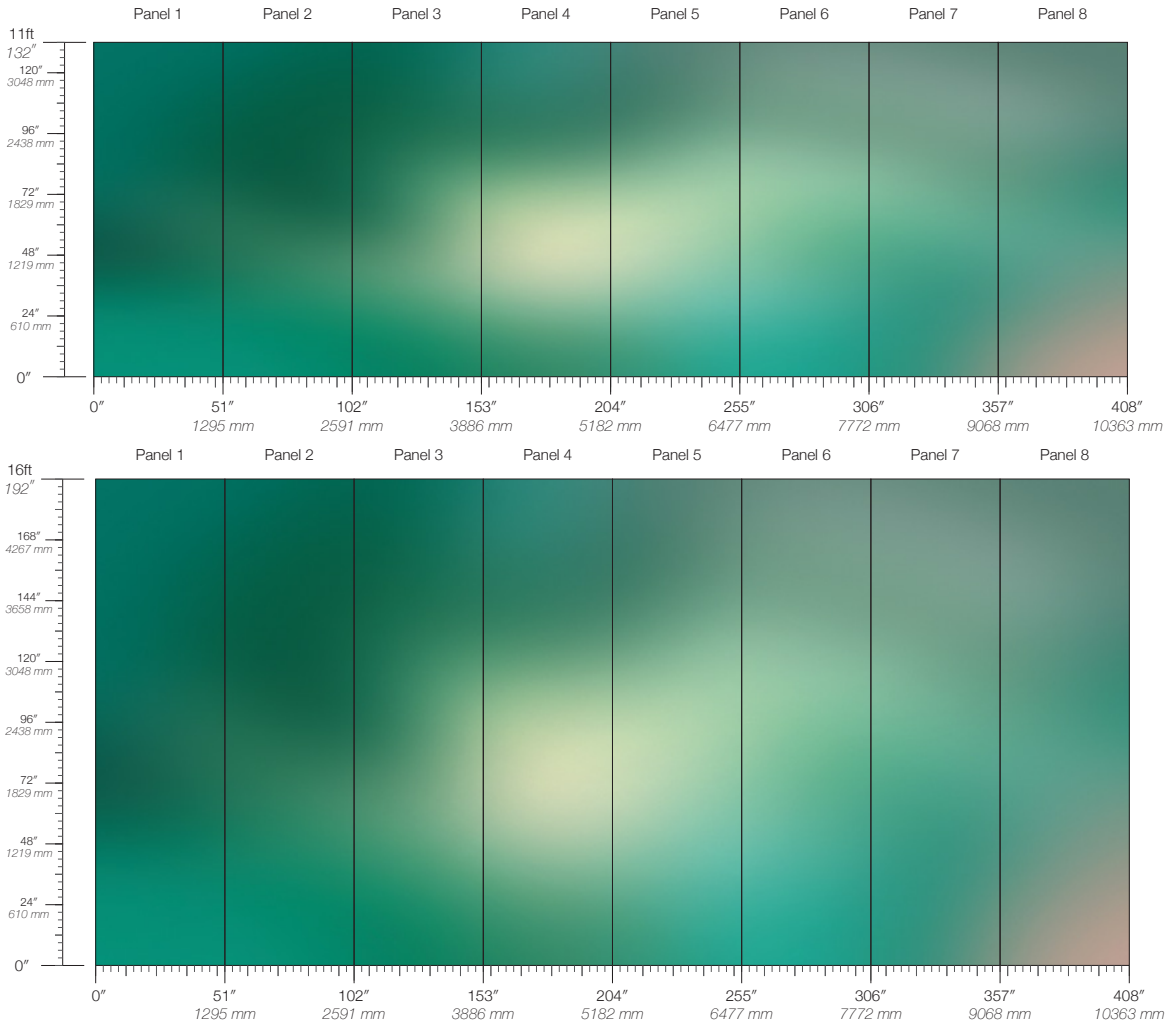 Panel 1 Panel 2 Panel 3 Panel 4 Panel 5 Panel 6 Panel 7 Panel 8
11ft
132″
120″
3048 mm
96″
2438 mm
72″
1829 mm
48″
1219 mm
24″
610 mm
0″
0″ 51″ 102″ 153″ 204″ 255″ 306″ 357″ 408″
1295 mm 2591 mm 3886 mm 5182 mm 6477 mm 7772 mm 9068 mm 10363 mm
Panel 1 Panel 2 Panel 3 Panel 4 Panel 5 Panel 6 Panel 7 Panel 8
16ft
192″
168″
4267 mm
144″
3658 mm
120″
3048 mm
96″
2438 mm
72″
1829 mm
48″
1219 mm
24″
610 mm
0″
0″ 51″ 102″ 153″ 204″ 255″ 306″ 357″ 408″
1295 mm 2591 mm 3886 mm 5182 mm 6477 mm 7772 mm 9068 mm 10363 mm